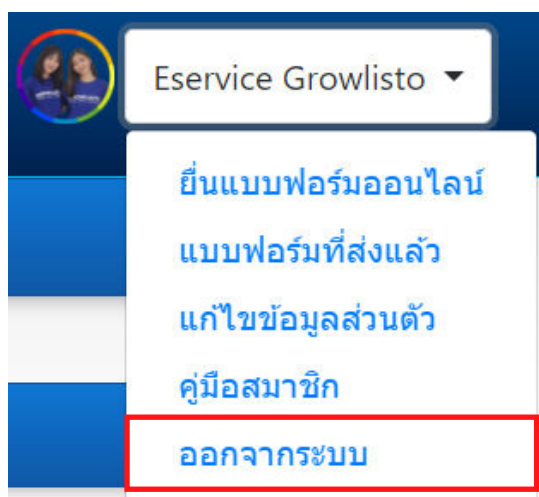 Eservice Growlisto
ยื่นแบบฟอร์มออนไลน์
แบบฟอร์มที่ส่งแล้ว
แก้ไขข้อมูลส่วนตัว
คู่มือสมาชิก
ออกจากระบบ